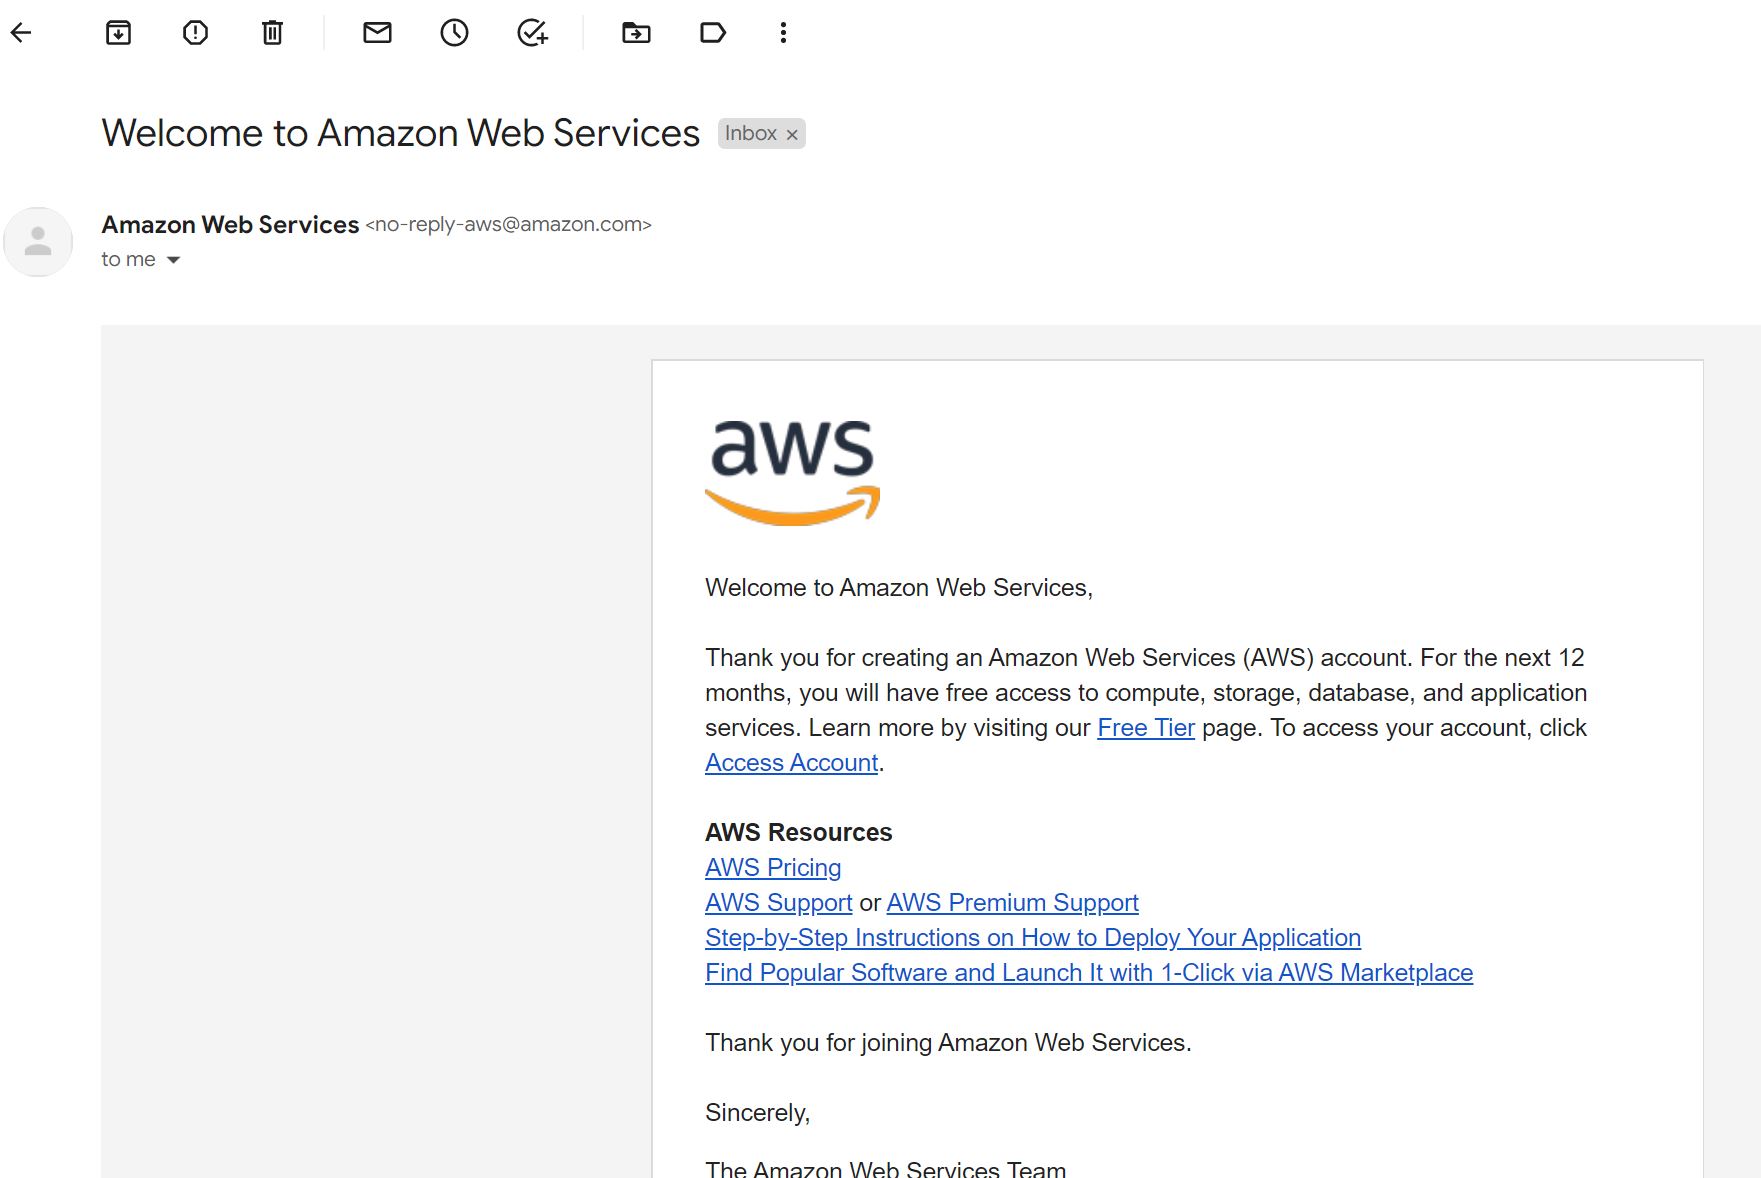 Welcome to Amazon Web Services Inbox ×
Amazon Web Services <no-reply-aws@amazon.com>
to me
aws
Welcome to Amazon Web Services,
Thank you for creating an Amazon Web Services (AWS) account. For the next 12
months, you will have free access to compute, storage, database, and application
services. Learn more by visiting our Free Tier page. To access your account, click
Access Account.
AWS Resources
AWS Pricing
AWS Support or AWS Premium Support
Step-by-Step Instructions on How to Deploy Your Application
Find Popular Software and Launch It with 1-Click via AWS Marketplace
Thank you for joining Amazon Web Services.
Sincerely,
The Amazon Web Services Team